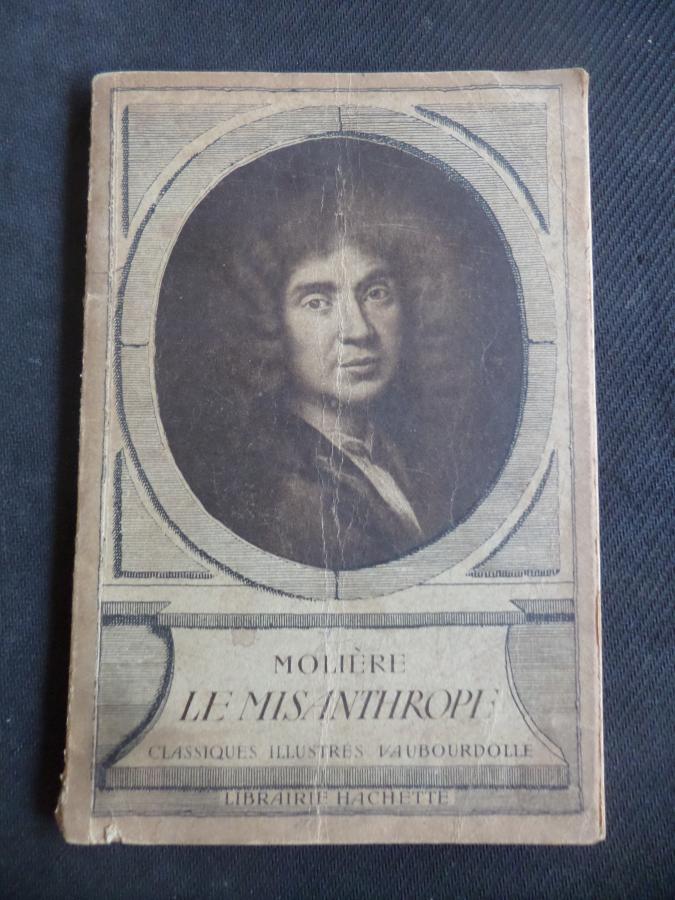 MOLIÈRE
LE MISANTHROPE
CLASSIQUES ILLUSTRÉS VAUBOURDOLLE
LIBRAIRIE HACHETTE